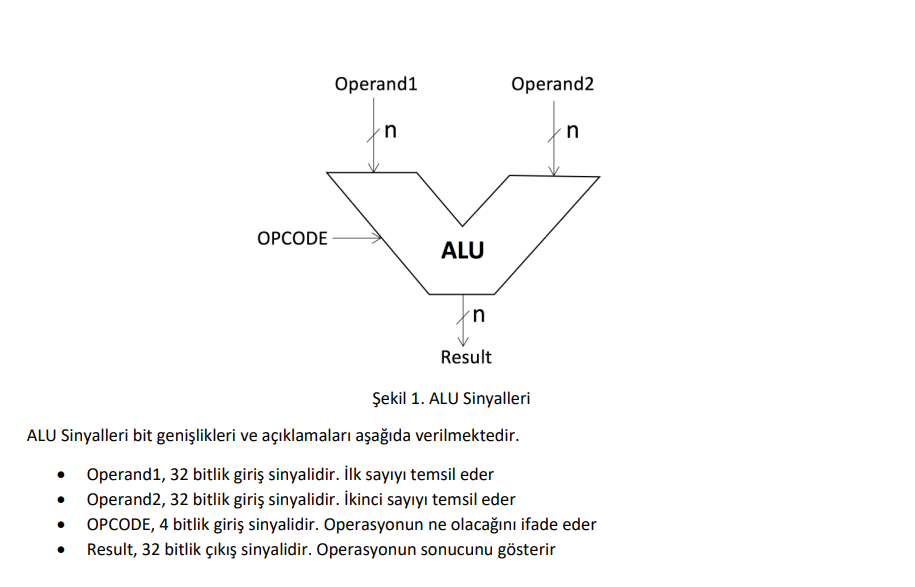 Operand1 Operand2
n n
OPCODE
ALU
n
Result
Şekil 1. ALU Sinyalleri
ALU Sinyalleri bit genişlikleri ve açıklamaları aşağıda verilmektedir.
• Operand1, 32 bitlik giriş sinyalidir. İlk sayıyı temsil eder
• Operand2, 32 bitlik giriş sinyalidir. İkinci sayıyı temsil eder
• OPCODE, 4 bitlik giriş sinyalidir. Operasyonun ne olacağını ifade eder
• Result, 32 bitlik çıkış sinyalidir. Operasyonun sonucunu gösterir